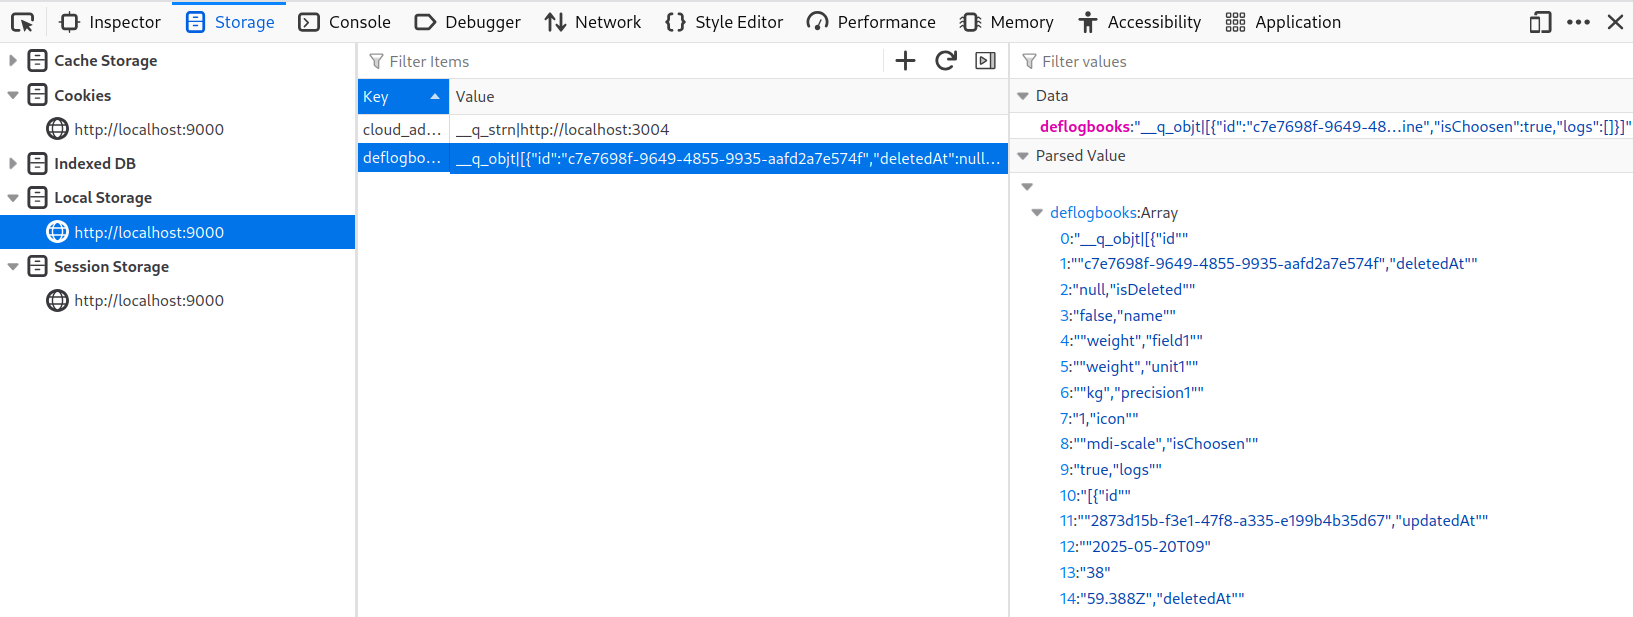 Inspector Storage Console Debugger Network Style Editor Performance Memory Accessibility Application
Cache Storage
Cookies
http://localhost:9000
Indexed DB
Local Storage
http://localhost:9000
Session Storage
http://localhost:9000
Filter Items
Key Value
cloud_ad... __q_strn|http://localhost:3004
deflogbo... __q_objt|[{"id":"c7e7698f-9649-4855-9935-aafd2a7e574f","deletedAt":null...
Filter values
Data
deflogbooks:"__q_objt|[{"id":"c7e7698f-9649-48...ine","isChoosen":true,"logs":[]}]"
Parsed Value
deflogbooks:Array
0:"__q_objt|[{"id""
1:""c7e7698f-9649-4855-9935-aafd2a7e574f","deletedAt""
2:"null,"isDeleted""
3:"false,"name""
4:""weight","field1""
5:""weight","unit1""
6:""kg","precision1""
7:"1,"icon""
8:""mdi-scale","isChoosen""
9:"true,"logs""
10:"[{"id""
11:""2873d15b-f3e1-47f8-a335-e199b4b35d67","updatedAt""
12:""2025-05-20T09"
13:"38"
14:"59.388Z","deletedAt""